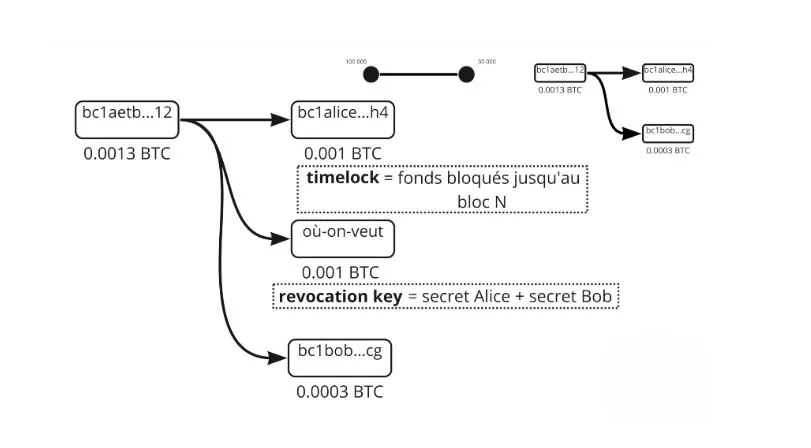 100 000
30 000
bc1aetb...12
bc1alice...h4
0.0013 BTC
0.001 BTC
bc1bob...cg
0.0003 BTC
bc1aetb...12
bc1alice...h4
0.0013 BTC
0.001 BTC
timelock = fonds bloqués jusqu'au
bloc N
où-on-veut
0.001 BTC
revocation key = secret Alice + secret Bob
bc1bob...cg
0.0003 BTC